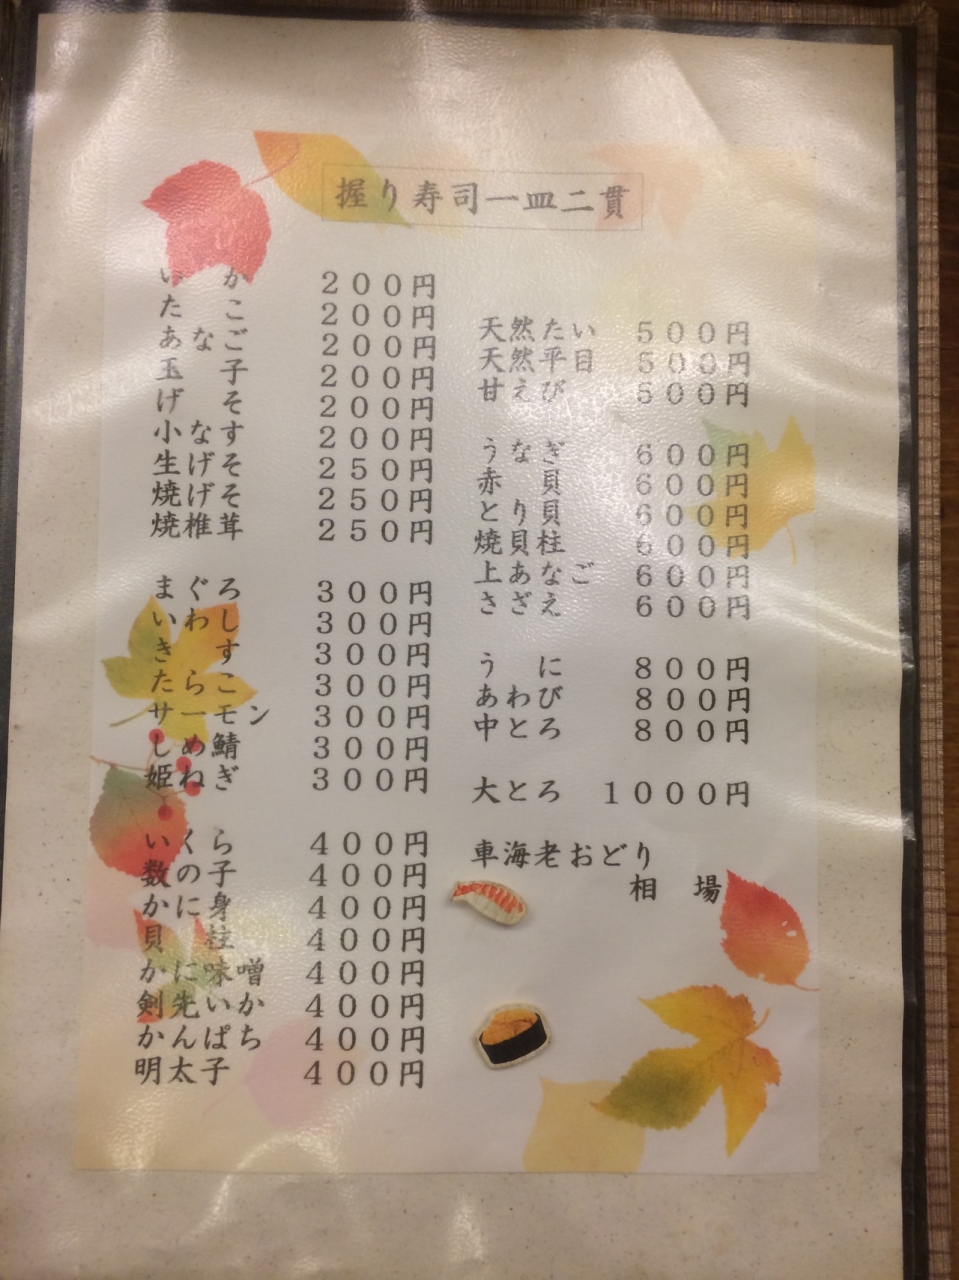 握り寿司一皿二貫
いか 200円
たこ 200円
あなご 200円
玉子 200円
げそ 200円
小なす 200円
生げそ 250円
焼げそ 250円
焼椎茸 250円
まぐろ 300円
いわし 300円
きす 300円
たらこ 300円
サーモン 300円
しめ鯖 300円
姫ねぎ 300円
いくら 400円
数の子 400円
かに身 400円
貝柱 400円
かに味噌 400円
剣先いか 400円
かんぱち 400円
明太子 400円
天然たい 500円
天然平目 500円
甘えび 500円
うなぎ 600円
赤貝 600円
とり貝 600円
焼貝柱 600円
上あなご 600円
さざえ 600円
うに 800円
あわび 800円
中とろ 800円
大とろ 1000円
車海老おどり
相場